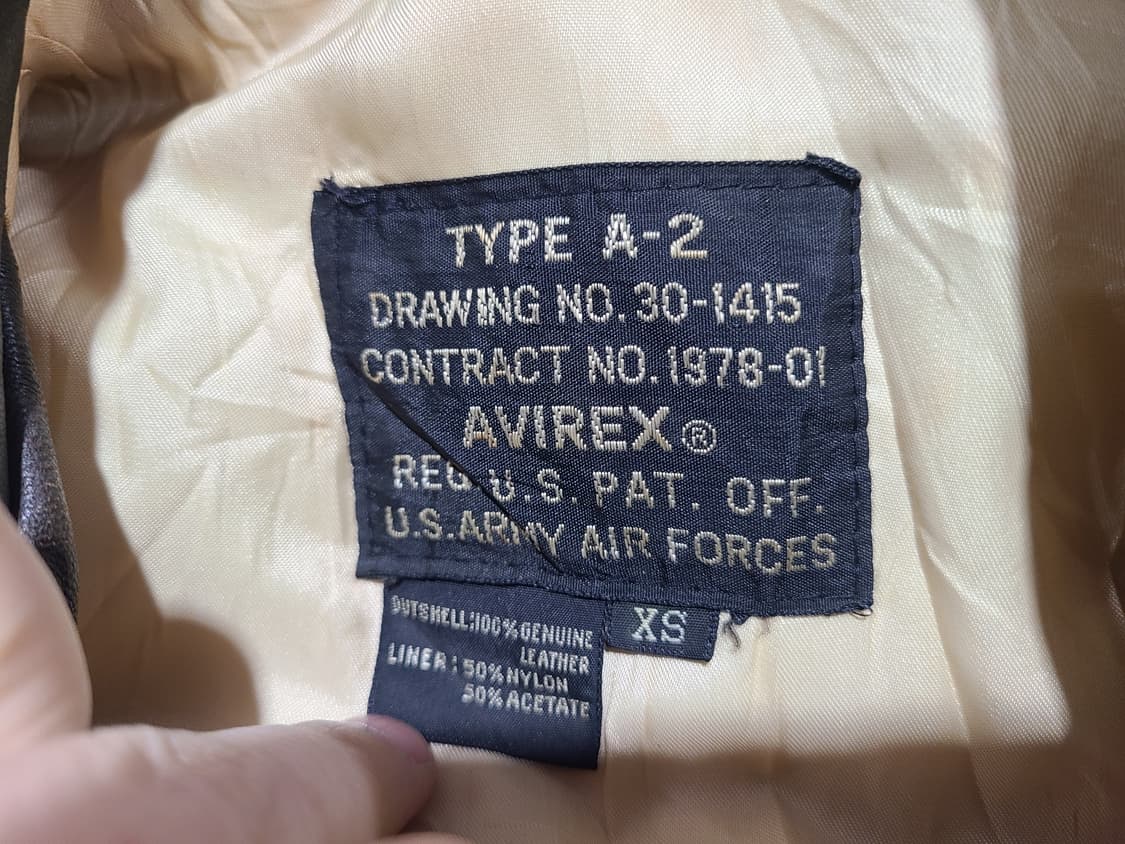 TYPE A-2
DRAWING NO. 30-1415
CONTRACT NO. 1978-01
AVIREX®
REG U.S. PAT. OFF.
U.S. ARMY AIR FORCES
OUTSHELL:100% GENUINE
LEATHER
LINER: 50% NYLON
50% ACETATE
XS